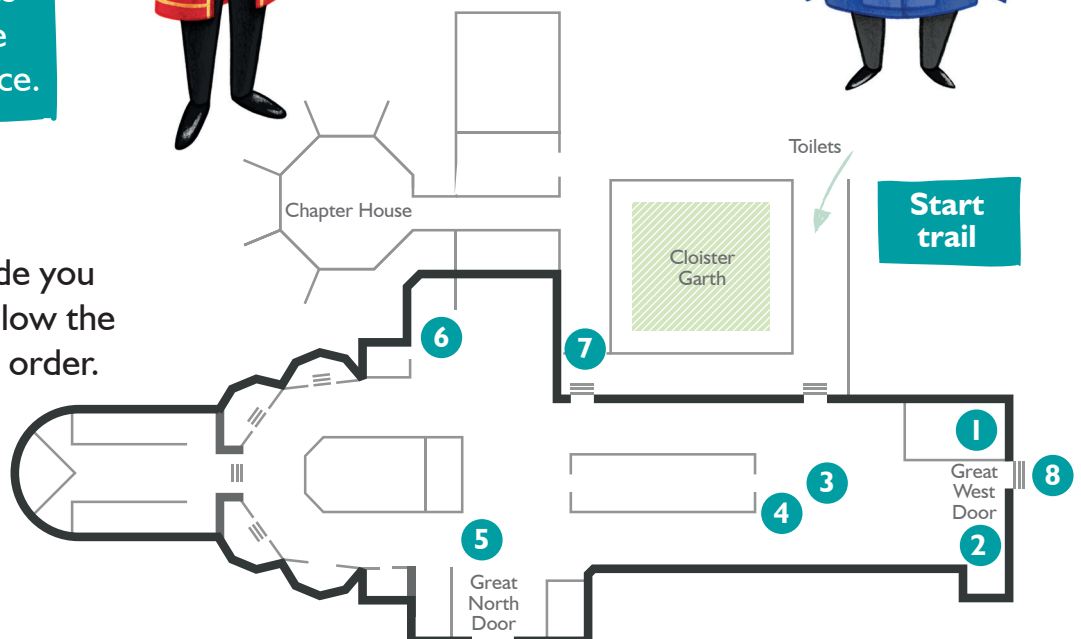 ce.
Toilets
Start
trail
Chapter House
Cloister
Garth
de you
low the
order.
6
7
1
Great
West
Door
8
3
4
2
5
Great
North
Door